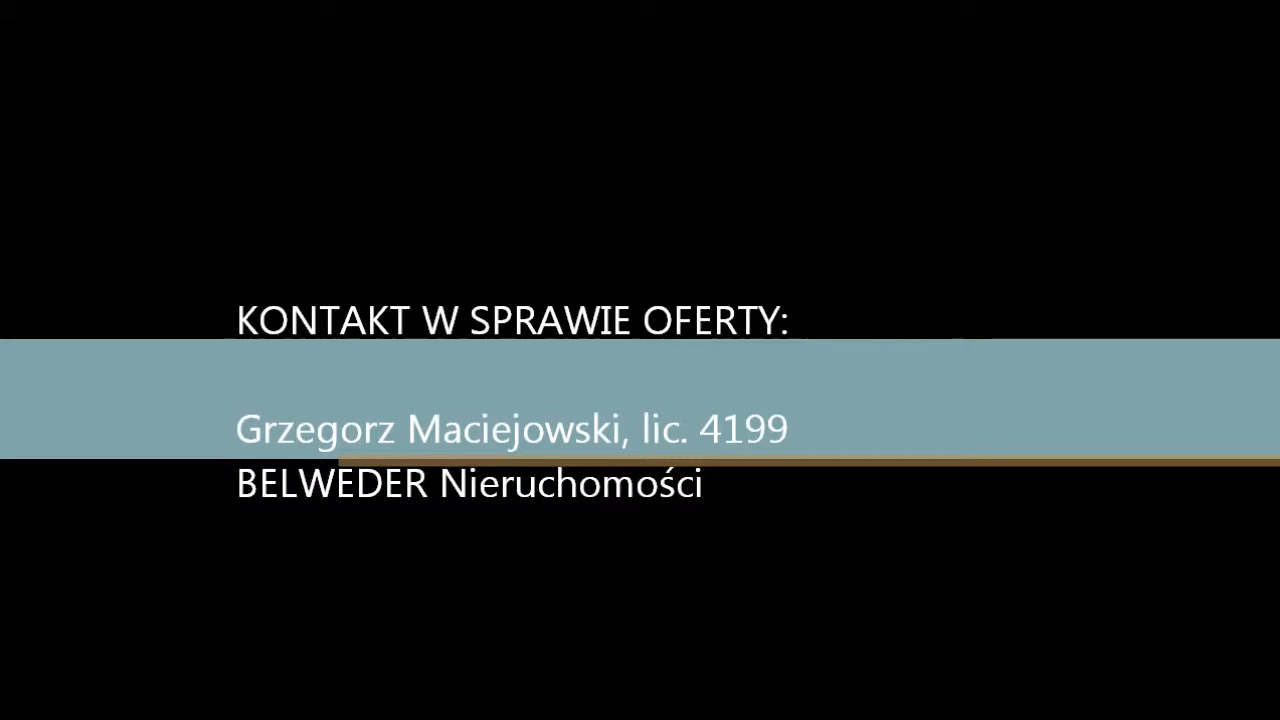 KONTAKT W SPRAWIE OFERTY:
Grzegorz Maciejowski, lic. 4199
BELWEDER Nieruchomości